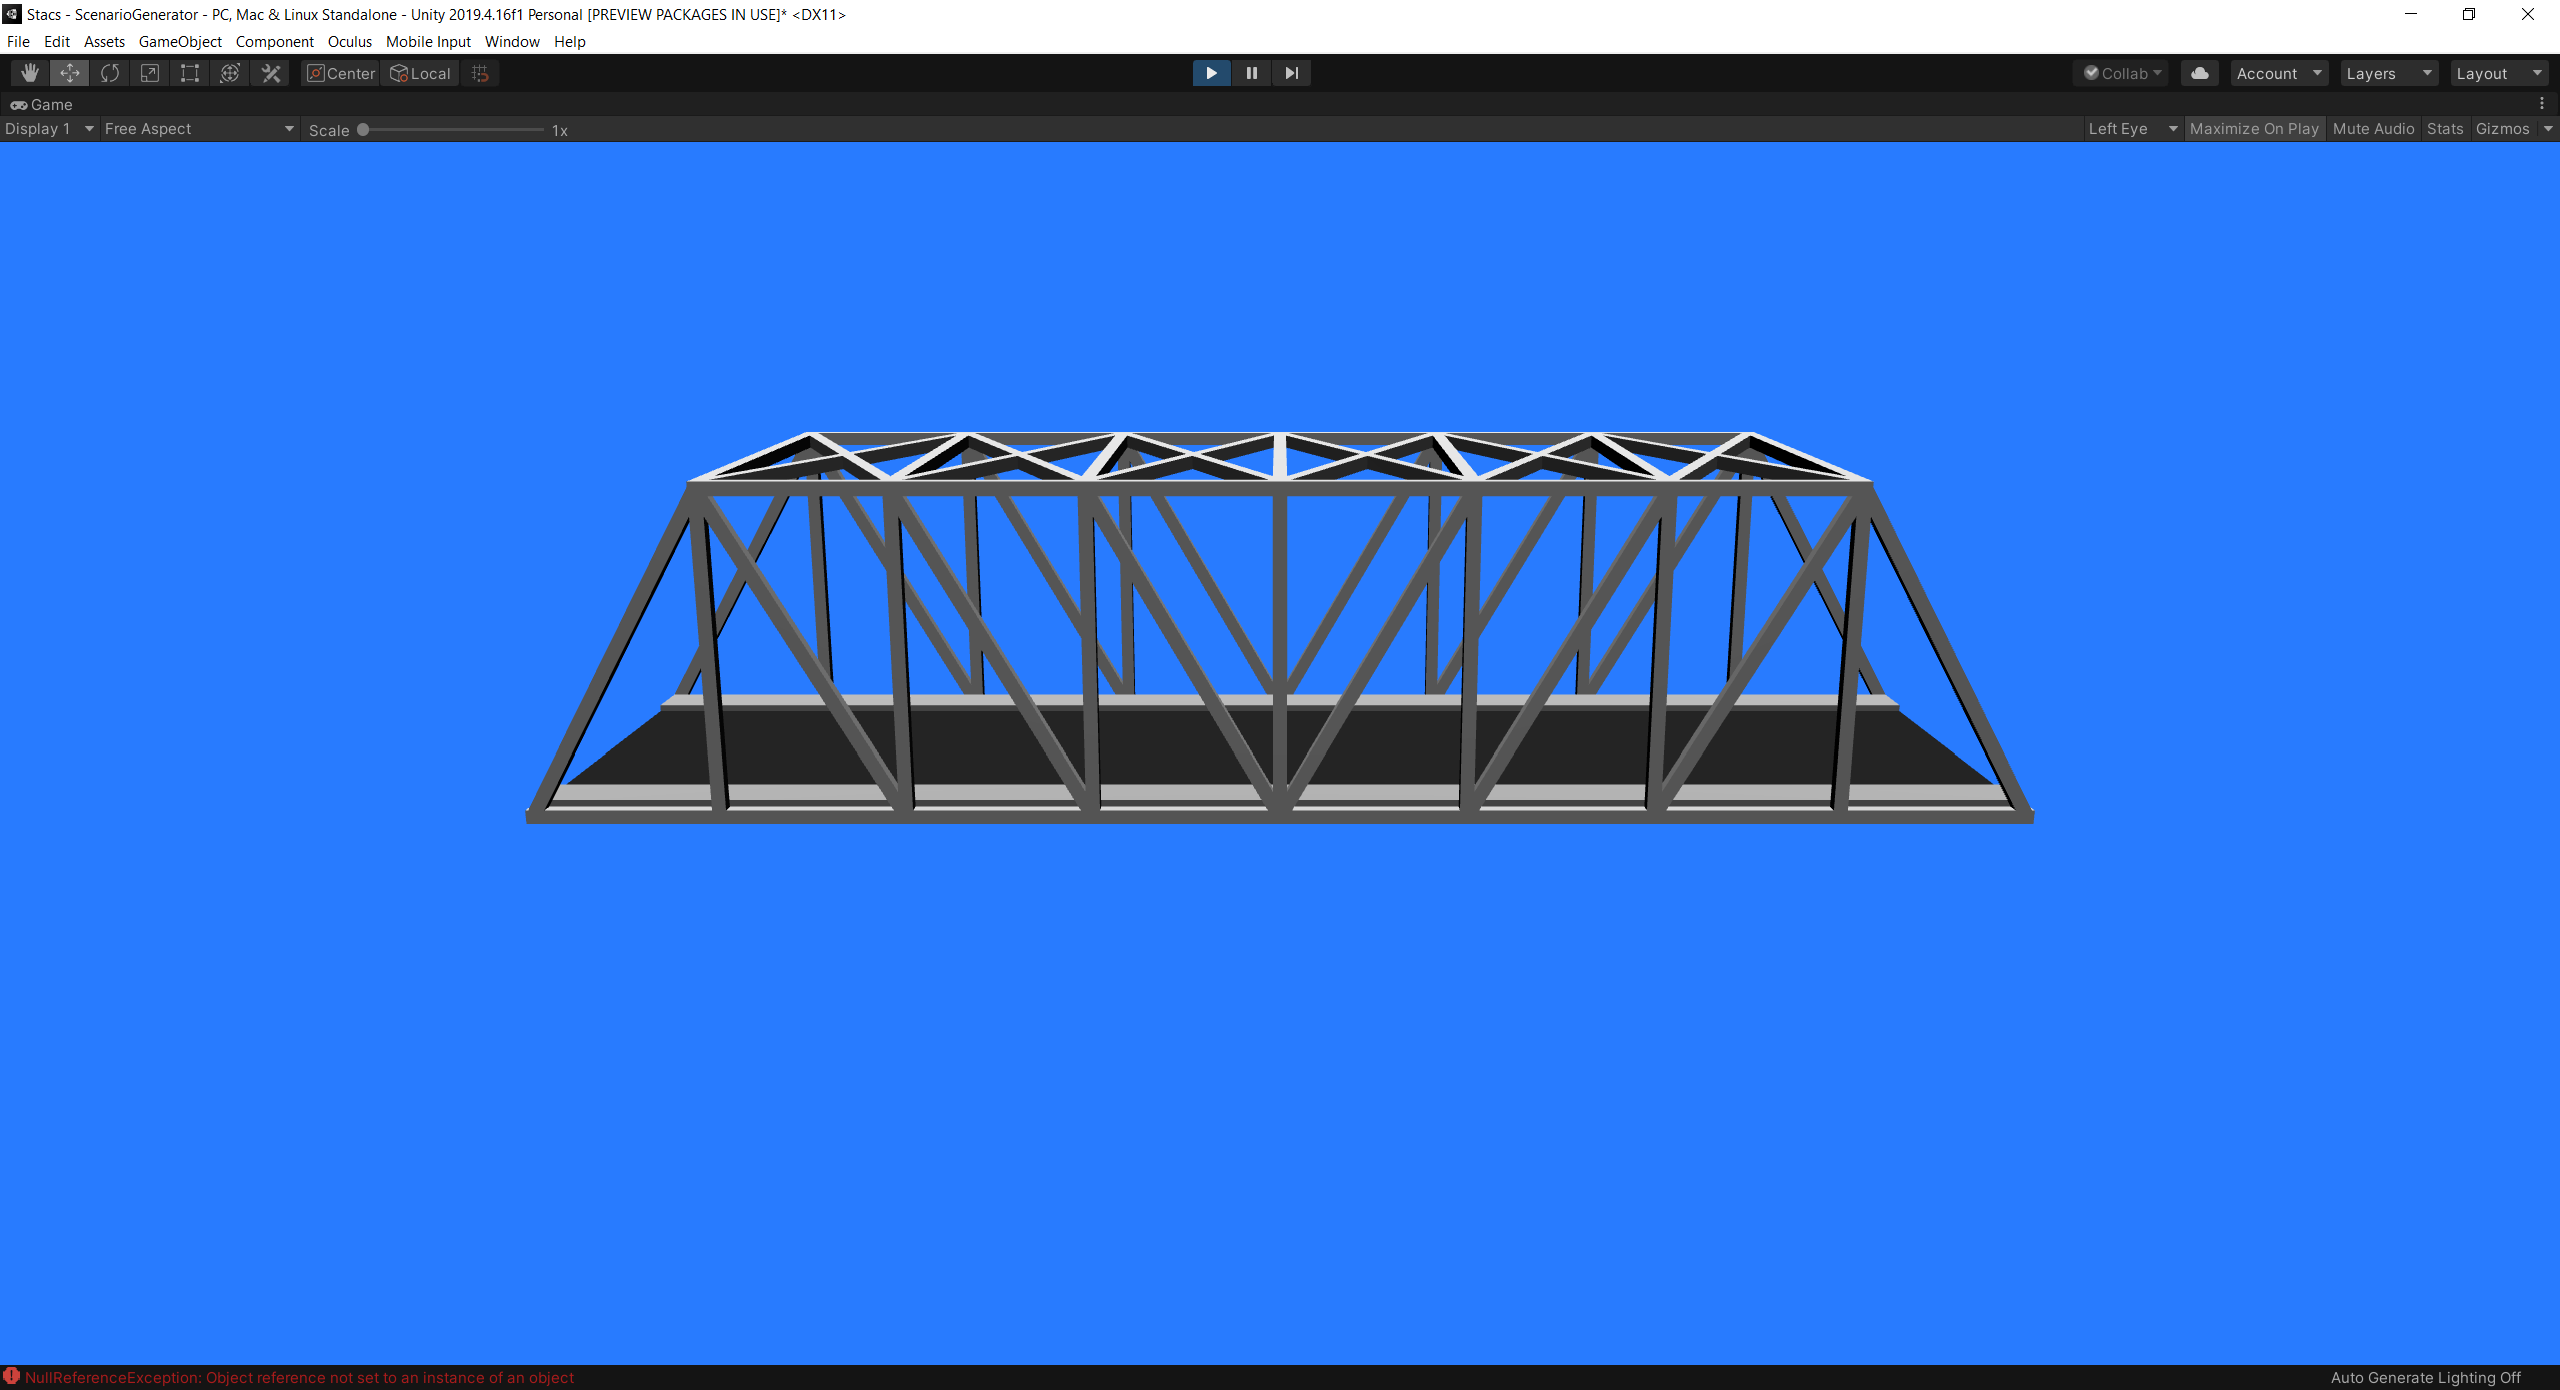 Stacs - ScenarioGenerator - PC, Mac & Linux Standalone - Unity 2019.4.16f1 Personal [PREVIEW PACKAGES IN USE]* <DX11>
File Edit Assets GameObject Component Oculus Mobile Input Window Help
Center Local Collab Account Layers Layout
Game
Display 1 Free Aspect Scale 1x Left Eye Maximize On Play Mute Audio Stats Gizmos
NullReferenceException: Object reference not set to an instance of an object Auto Generate Lighting Off